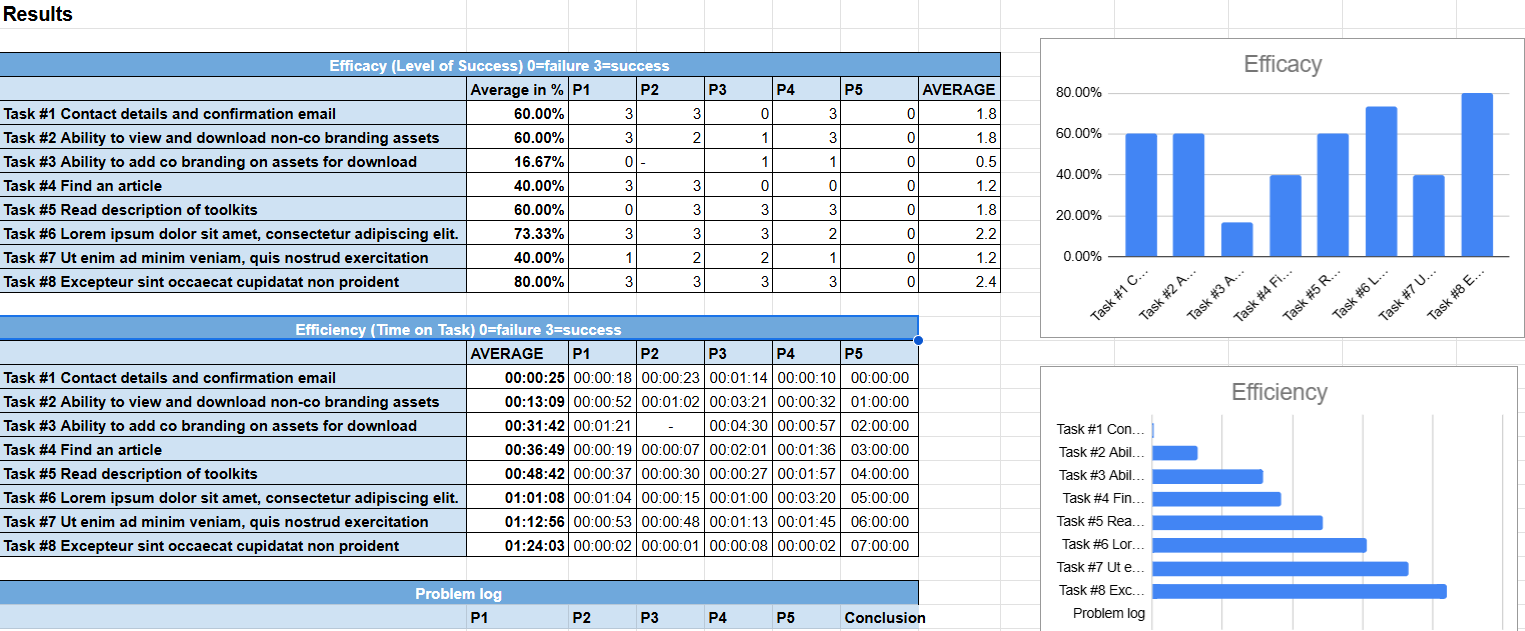 Results
Efficacy (Level of Success) 0=failure 3=success
Average in % P1 P2 P3 P4 P5 AVERAGE
Task #1 Contact details and confirmation email 60.00% 3 3 0 3 0 1.8
Task #2 Ability to view and download non-co branding assets 60.00% 3 2 1 3 0 1.8
Task #3 Ability to add co branding on assets for download 16.67% 0 - 1 1 0 0.5
Task #4 Find an article 40.00% 3 3 0 0 0 1.2
Task #5 Read description of toolkits 60.00% 0 3 3 3 0 1.8
Task #6 Lorem ipsum dolor sit amet, consectetur adipiscing elit. 73.33% 3 3 3 2 0 2.2
Task #7 Ut enim ad minim veniam, quis nostrud exercitation 40.00% 1 2 2 1 0 1.2
Task #8 Excepteur sint occaecat cupidatat non proident 80.00% 3 3 3 3 0 2.4
Efficiency (Time on Task) 0=failure 3=success
AVERAGE P1 P2 P3 P4 P5
Task #1 Contact details and confirmation email 00:00:25 00:00:18 00:00:23 00:01:14 00:00:10 00:00:00
Task #2 Ability to view and download non-co branding assets 00:13:09 00:00:52 00:01:02 00:03:21 00:00:32 01:00:00
Task #3 Ability to add co branding on assets for download 00:31:42 00:01:21 - 00:04:30 00:00:57 02:00:00
Task #4 Find an article 00:36:49 00:00:19 00:00:07 00:02:01 00:01:36 03:00:00
Task #5 Read description of toolkits 00:48:42 00:00:37 00:00:30 00:00:27 00:01:57 04:00:00
Task #6 Lorem ipsum dolor sit amet, consectetur adipiscing elit. 01:01:08 00:01:04 00:00:15 00:01:00 00:03:20 05:00:00
Task #7 Ut enim ad minim veniam, quis nostrud exercitation 01:12:56 00:00:53 00:00:48 00:01:13 00:01:45 06:00:00
Task #8 Excepteur sint occaecat cupidatat non proident 01:24:03 00:00:02 00:00:01 00:00:08 00:00:02 07:00:00
Problem log
P1 P2 P3 P4 P5 Conclusion
Efficacy
80.00%
60.00%
40.00%
20.00%
0.00%
Task #1 C...
Task #2 A...
Task #3 A...
Task #4 Fi...
Task #5 R...
Task #6 L...
Task #7 U...
Task #8 E...
Efficiency
Task #1 Con...
Task #2 Abil...
Task #3 Abil...
Task #4 Fin...
Task #5 Rea...
Task #6 Lor...
Task #7 Ut e...
Task #8 Exc...
Problem log